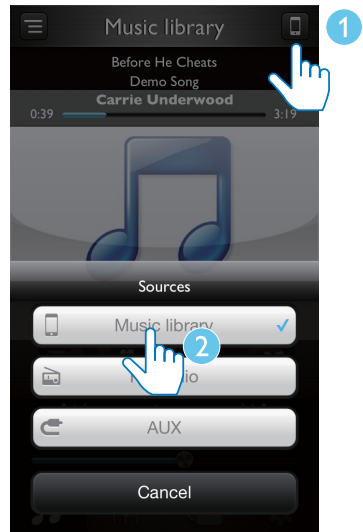 Music library
1
Before He Cheats
Demo Song
Carrie Underwood
0:39
3:19
Sources
Music library
2
AUX
Cancel